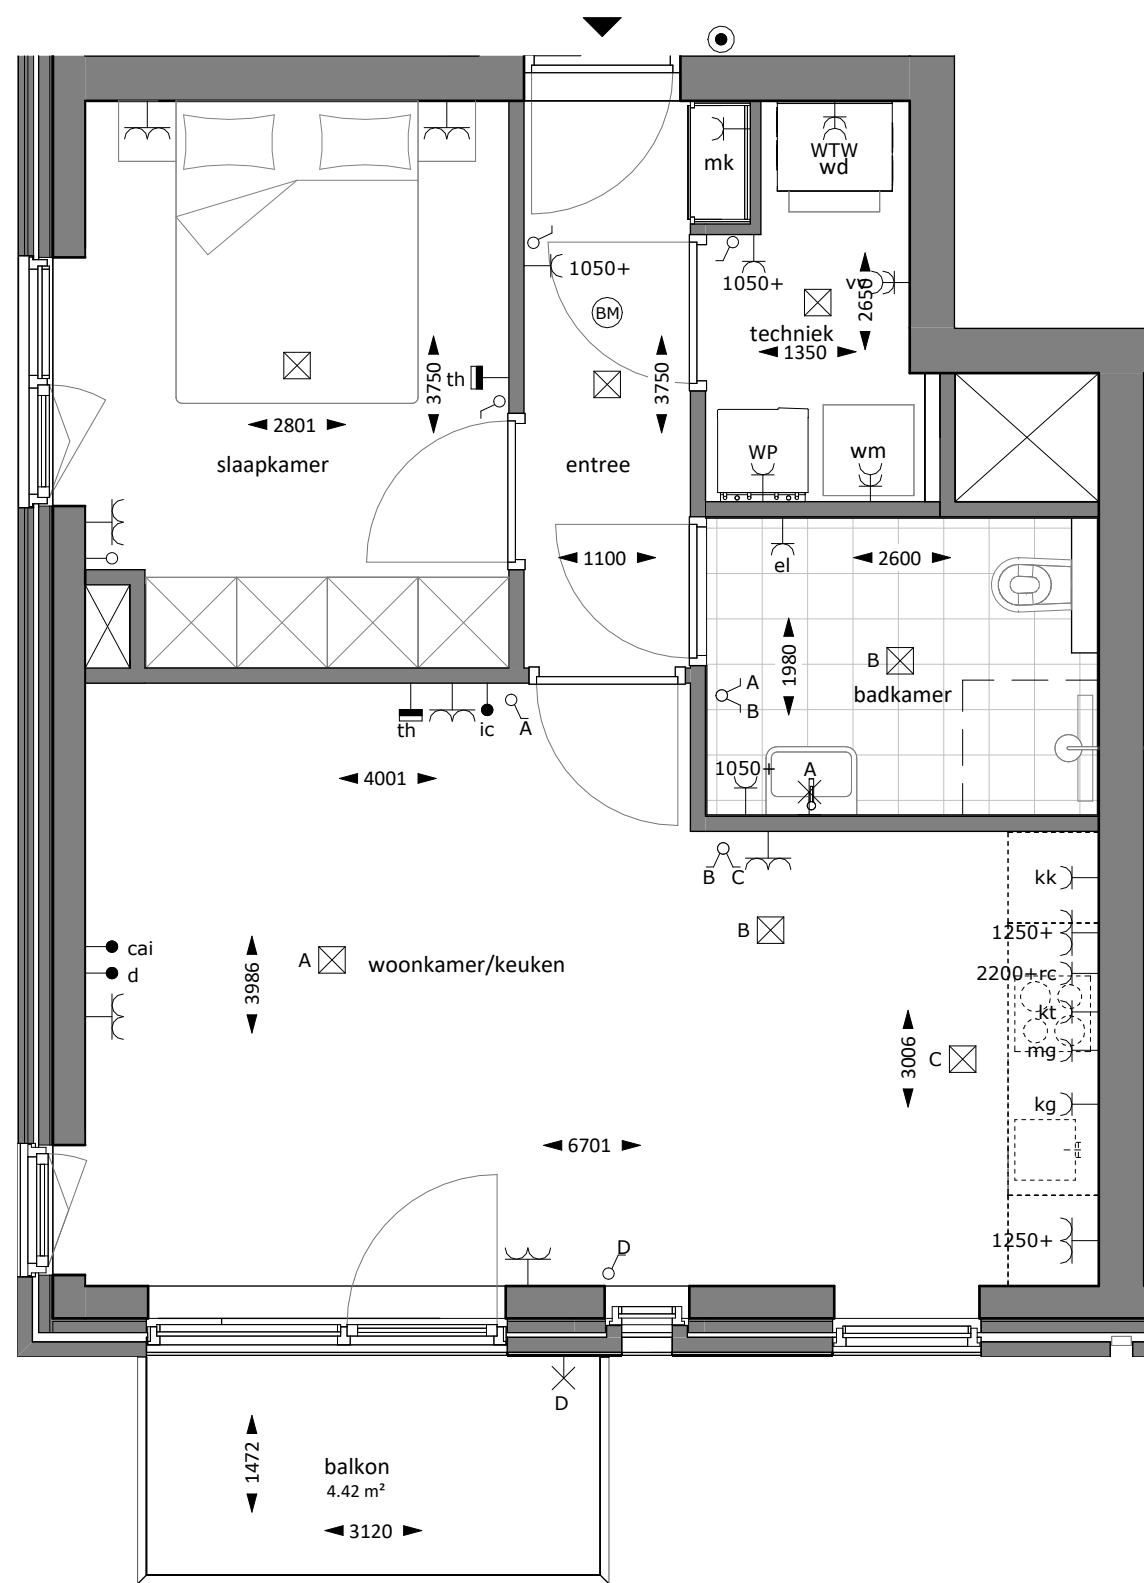 mk
WTW
wd
1050+
1050+
vv
2650
BM
techniek
1350
3750
th
3750
2801
slaapkamer
entree
WP
wm
1100
el
2600
1980
B
badkamer
A
B
th
ic
A
4001
1050+
A
B
C
kk
1250+
2200+rc
kt
mg
kg
1250+
cai
d
A
woonkamer/keuken
B
3986
3006
C
6701
D
D
1472
balkon
4.42 m²
3120